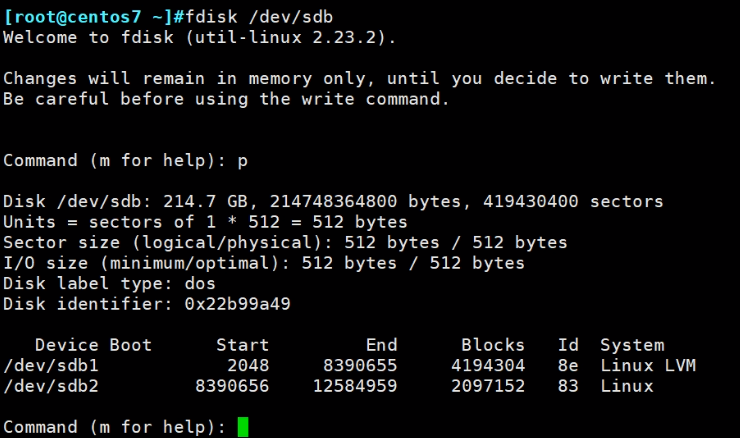 [root@centos7 ~]#fdisk /dev/sdb
Welcome to fdisk (util-linux 2.23.2).
Changes will remain in memory only, until you decide to write them.
Be careful before using the write command.
Command (m for help): p
Disk /dev/sdb: 214.7 GB, 214748364800 bytes, 419430400 sectors
Units = sectors of 1 * 512 = 512 bytes
Sector size (logical/physical): 512 bytes / 512 bytes
I/O size (minimum/optimal): 512 bytes / 512 bytes
Disk label type: dos
Disk identifier: 0x22b99a49
   Device Boot      Start         End      Blocks   Id  System
/dev/sdb1            2048     8390655     4194304   8e  Linux LVM
/dev/sdb2         8390656    12584959     2097152   83  Linux
Command (m for help):